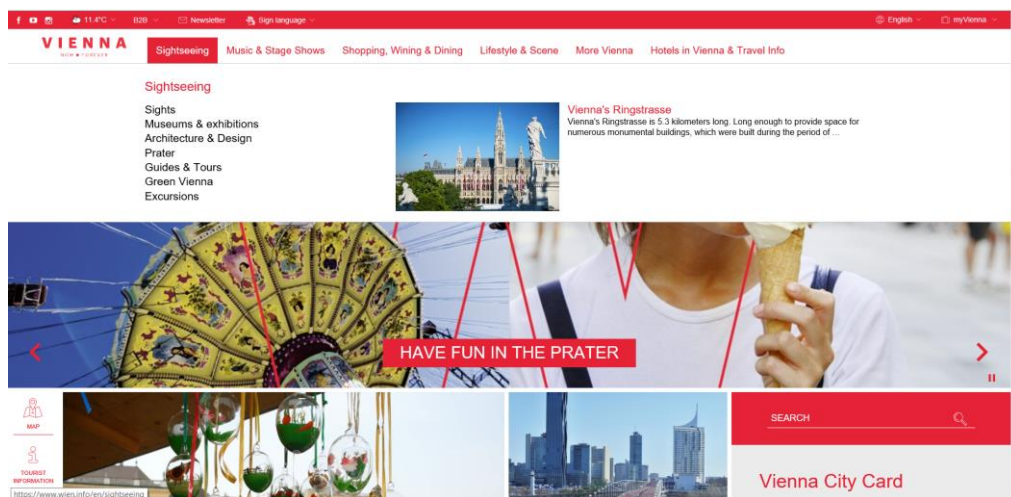 11.4°C B2B Newsletter Sign language English myVienna
VIENNA
NOW ★ FOREVER
Sightseeing Music & Stage Shows Shopping, Wining & Dining Lifestyle & Scene More Vienna Hotels in Vienna & Travel Info
Sightseeing
Sights
Museums & exhibitions
Architecture & Design
Prater
Guides & Tours
Green Vienna
Excursions
Vienna's Ringstrasse
Vienna's Ringstrasse is 5.3 kilometers long. Long enough to provide space for
numerous monumental buildings, which were built during the period of ...
HAVE FUN IN THE PRATER
MAP
TOURIST
INFORMATION
SEARCH
Vienna City Card
https://www.wien.info/en/sightseeing